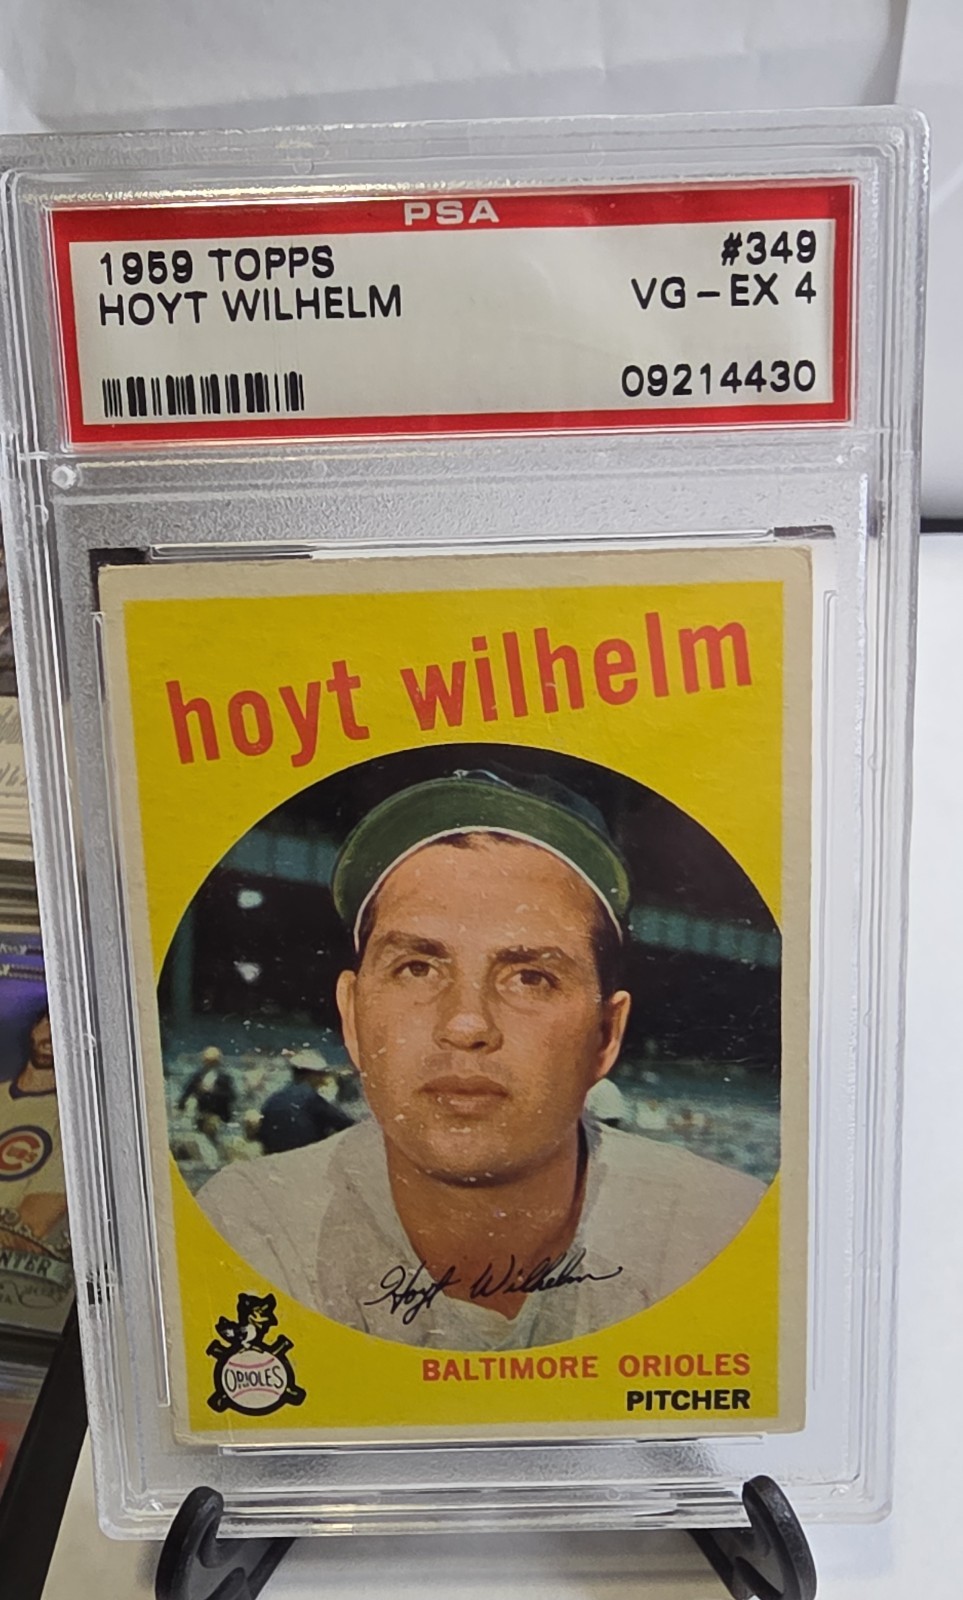 PSA
1959 TOPPS
#349
HOYT WILHELM
VG-EX 4
09214430
hoyt wilhelm
Hoyt Wilhelm
ORIOLES
BALTIMORE ORIOLES
PITCHER